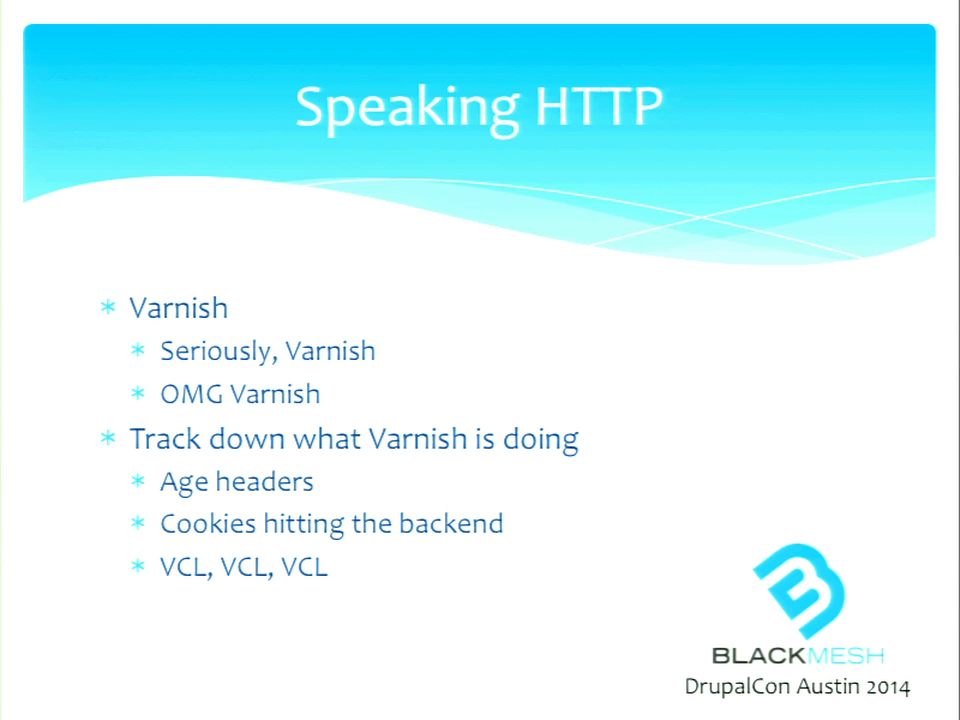 Speaking HTTP
Varnish
Seriously, Varnish
OMG Varnish
Track down what Varnish is doing
Age headers
Cookies hitting the backend
VCL, VCL, VCL
BLACKMESH
DrupalCon Austin 2014